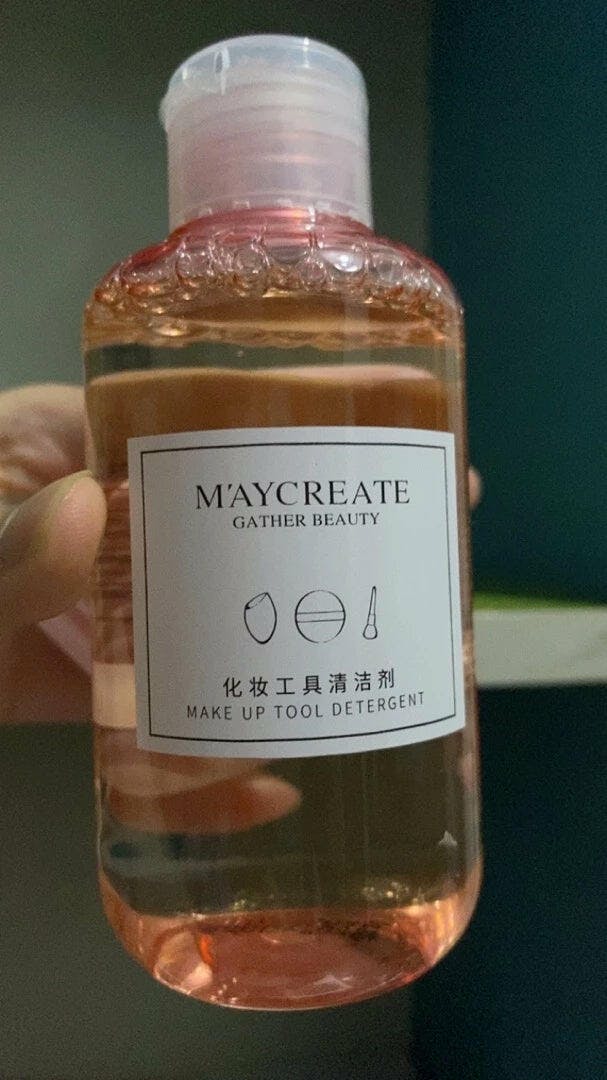 M'AYCREATE
GATHER BEAUTY
化妆工具清洁剂
MAKE UP TOOL DETERGENT